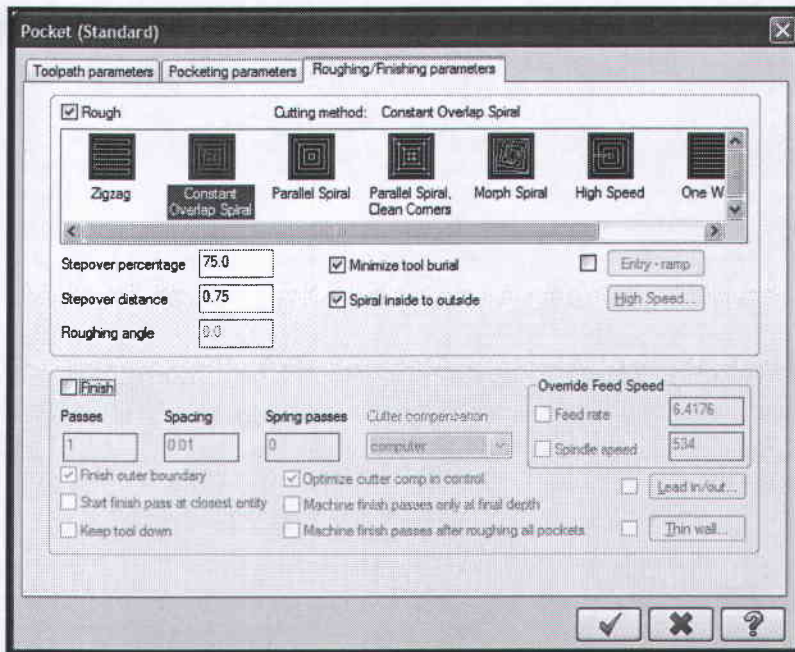 Pocket (Standard)
Toolpath parameters Pocketing parameters Roughing/Finishing parameters
Rough Cutting method: Constant Overlap Spiral
Zigzag Constant Overlap Spiral Parallel Spiral Parallel Spiral, Clean Corners Morph Spiral High Speed One W
Stepover percentage 75.0 Minimize tool burial Entry - ramp
Stepover distance 0.75 Spiral inside to outside High Speed...
Roughing angle 0.0
Finish Override Feed Speed
Passes Spacing Spring passes Cutter compensation Feed rate 6.4176
1 0.01 0 computer Spindle speed 534
Finish outer boundary Optimize cutter comp in control Lead in/out...
Start finish pass at closest entity Machine finish passes only at final depth
Keep tool down Machine finish passes after roughing all pockets Thin wall...